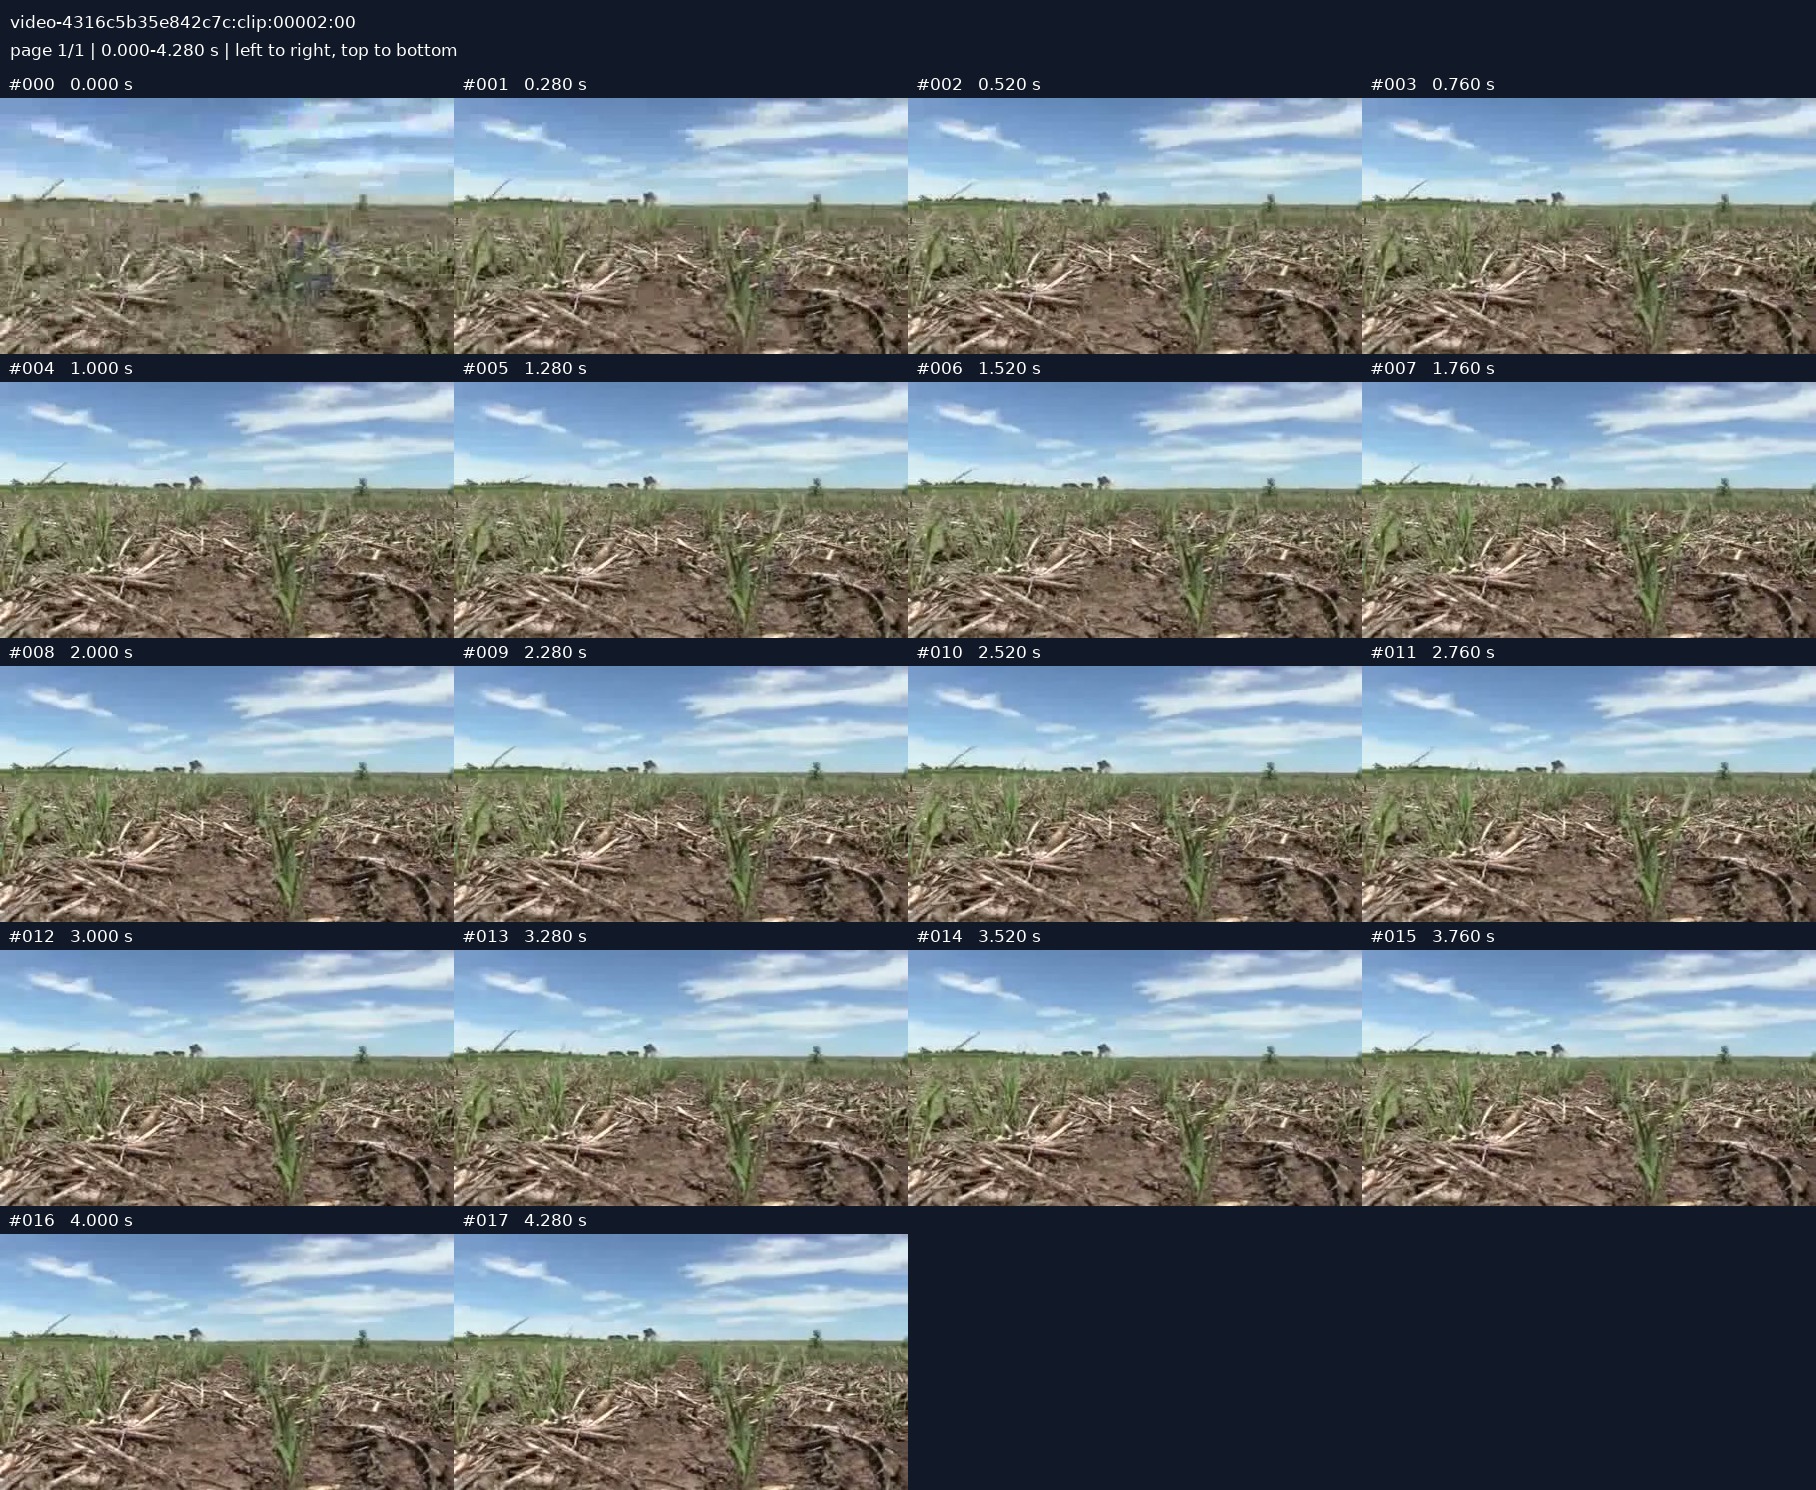 video-4316c5b35e842c7c:clip:00002:00
page 1/1 | 0.000-4.280 s | left to right, top to bottom
#000 0.000 s
#001 0.280 s
#002 0.520 s
#003 0.760 s
#004 1.000 s
#005 1.280 s
#006 1.520 s
#007 1.760 s
#008 2.000 s
#009 2.280 s
#010 2.520 s
#011 2.760 s
#012 3.000 s
#013 3.280 s
#014 3.520 s
#015 3.760 s
#016 4.000 s
#017 4.280 s